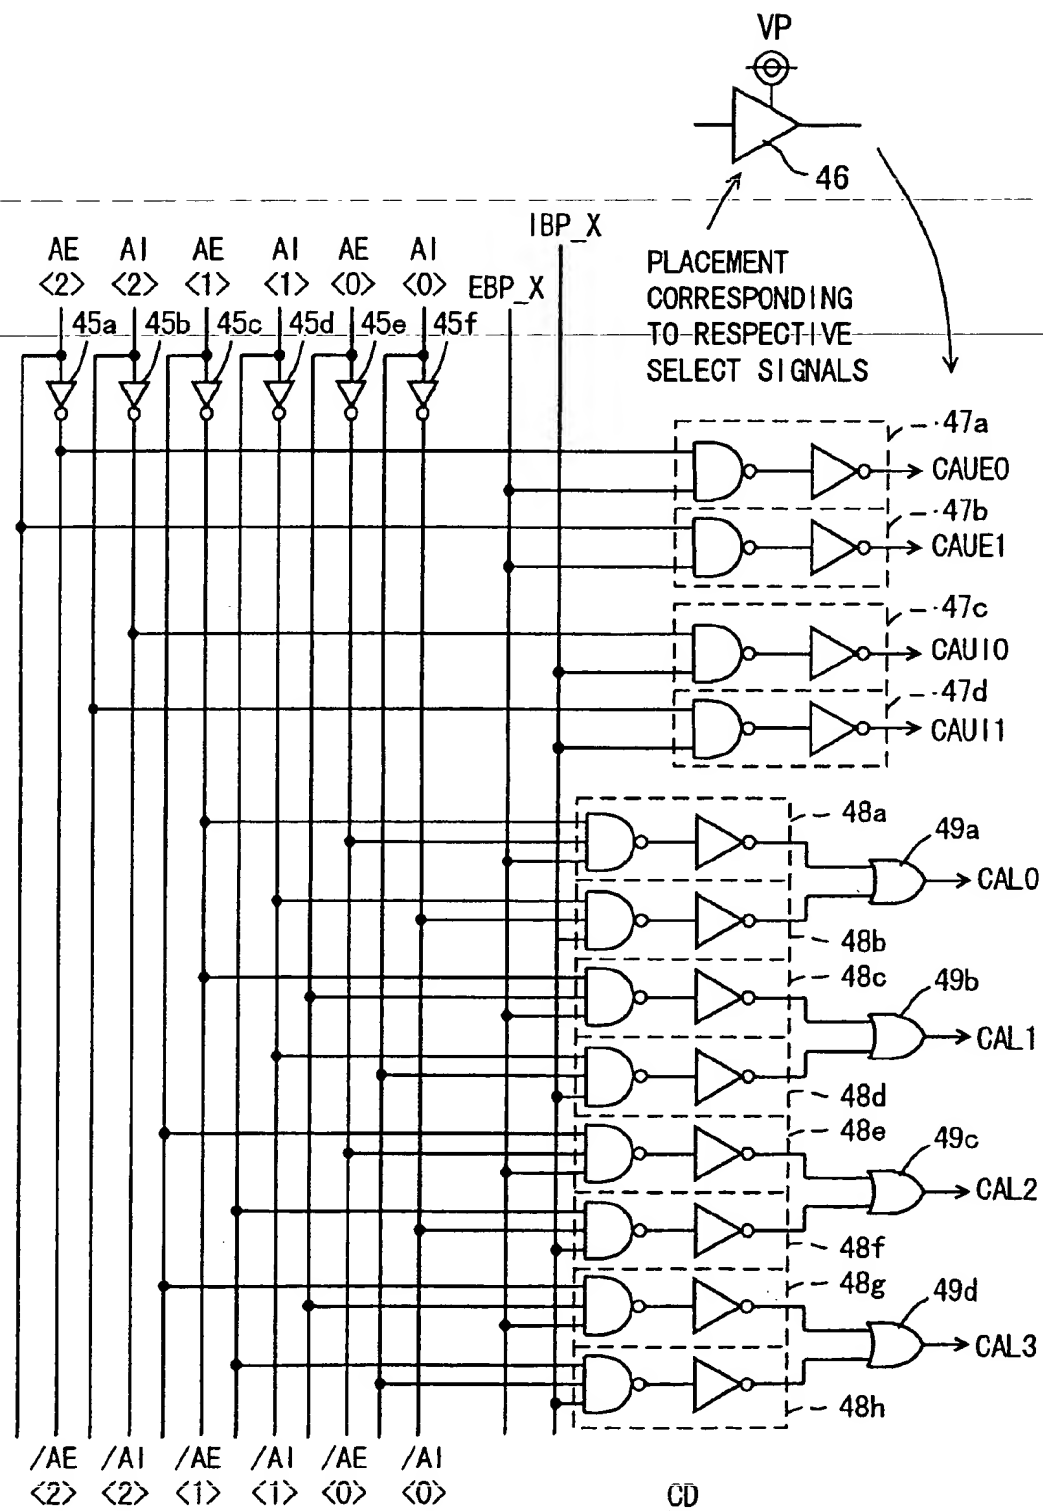 VP
46
IBP_X
AE AI AE AI AE AI
<2> <2> <1> <1> <0> <0>
EBP_X
PLACEMENT
CORRESPONDING
TO RESPECTIVE
SELECT SIGNALS
45a 45b 45c 45d 45e 45f
47a
CAUE0
47b
CAUE1
47c
CAUI0
47d
CAUI1
48a
49a
CAL0
48b
48c
49b
CAL1
48d
48e
49c
CAL2
48f
48g
49d
CAL3
48h
/AE /AI /AE /AI /AE /AI
<2> <2> <1> <1> <0> <0>
CD